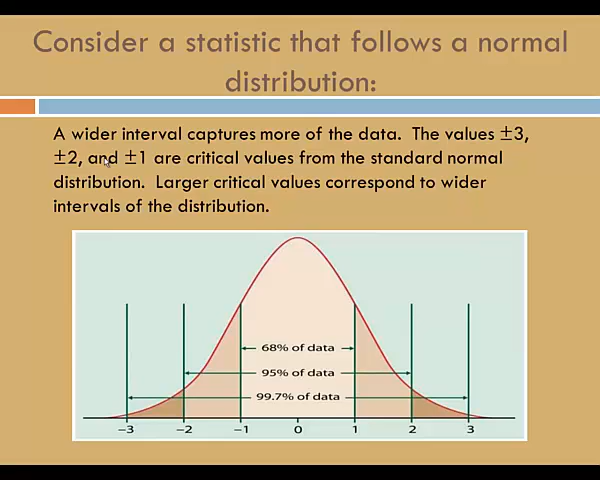 Consider a statistic that follows a normal
distribution:
A wider interval captures more of the data. The values ±3,
±2, and ±1 are critical values from the standard normal
distribution. Larger critical values correspond to wider
intervals of the distribution.
68% of data
95% of data
99.7% of data
−3 −2 −1 0 1 2 3